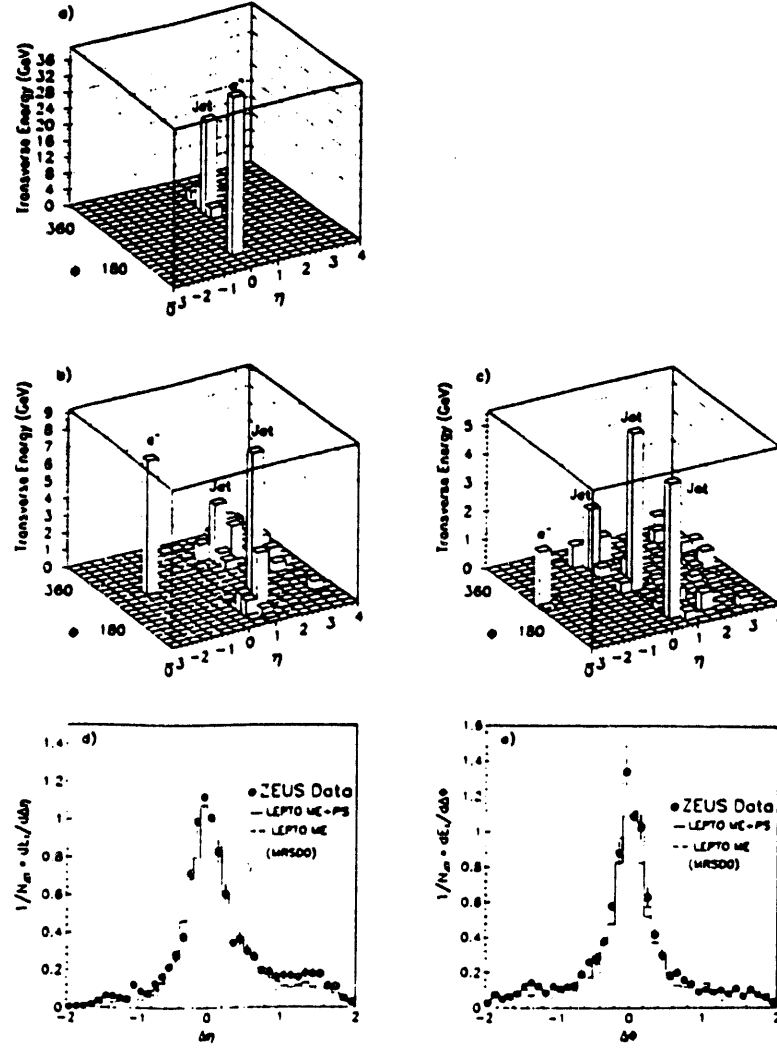 a)
Transverse Energy (GeV)
36
32
28
24
20
16
12
8
4
0
Jet
e⁻
360
180
-3 -2 -1 0 1 2 3 4
η
b)
Transverse Energy (GeV)
9
8
7
6
5
4
3
2
1
0
e⁻
Jet
Jet
360
180
-3 -2 -1 0 1 2 3 4
η
c)
Transverse Energy (GeV)
5
4
3
2
1
0
Jet
Jet
Jet
e⁻
360
180
-3 -2 -1 0 1 2 3
η
d)
1.4
1.2
1
0.8
0.6
0.4
0.2
0
ZEUS Data
LEPTO ME+PS
LEPTO ME
(MRSD0)
-2 -1 0 1 2
Δη
e)
1.6
1.4
1.2
1
0.8
0.6
0.4
0.2
0
ZEUS Data
LEPTO ME+PS
LEPTO ME
(MRSD0)
-2 -1 0 1 2
ΔΦ